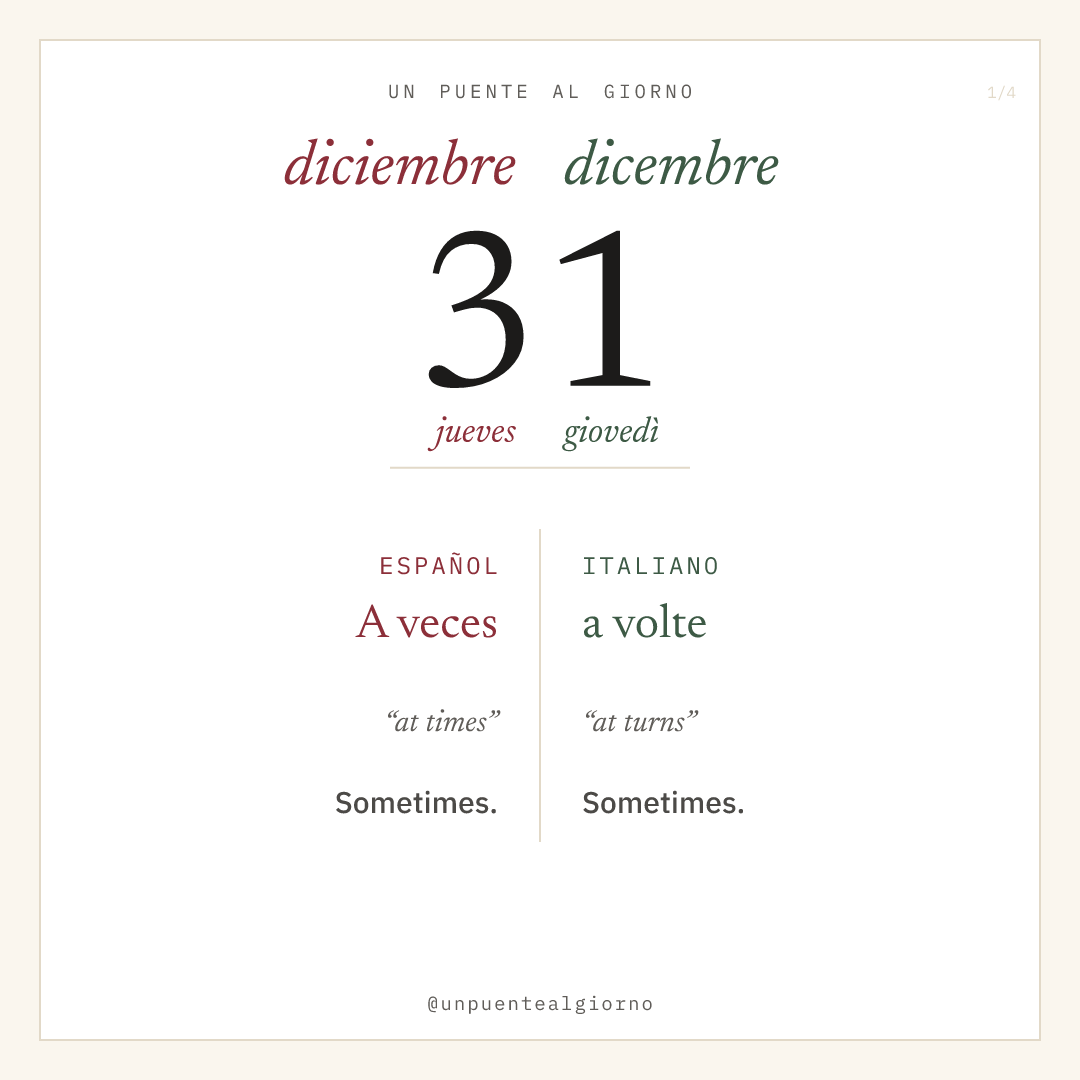 UN PUENTE AL GIORNO
1/4
diciembre dicembre
31
jueves giovedì
ESPAÑOL
A veces
“at times”
Sometimes.
ITALIANO
a volte
“at turns”
Sometimes.
@unpuentealgiorno